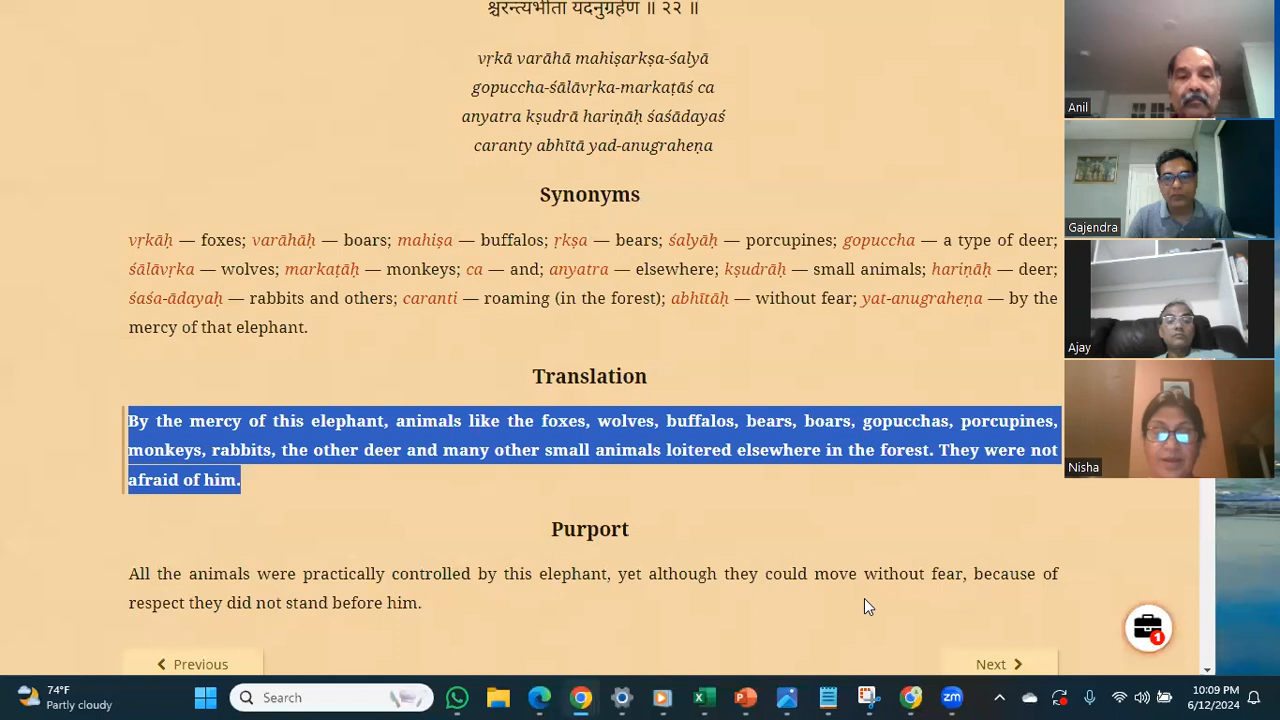 श्चरन्त्यभीता यदनुग्रहेण ॥ २२ ॥
vṛkā varāhā mahiṣarkṣa-śalyā
gopuccha-śālāvṛka-markaṭāś ca
anyatra kṣudrā hariṇāḥ śaśādayaś
caranty abhītā yad-anugraheṇa
Synonyms
vṛkāḥ — foxes; varāhāḥ — boars; mahiṣa — buffalos; ṛkṣa — bears; śalyāḥ — porcupines; gopuccha — a type of deer;
śālāvṛka — wolves; markaṭāḥ — monkeys; ca — and; anyatra — elsewhere; kṣudrāḥ — small animals; hariṇāḥ — deer;
śaśa-ādayaḥ — rabbits and others; caranti — roaming (in the forest); abhītāḥ — without fear; yat-anugraheṇa — by the
mercy of that elephant.
Translation
By the mercy of this elephant, animals like the foxes, wolves, buffalos, bears, boars, gopucchas, porcupines,
monkeys, rabbits, the other deer and many other small animals loitered elsewhere in the forest. They were not
afraid of him.
Purport
All the animals were practically controlled by this elephant, yet although they could move without fear, because of
respect they did not stand before him.
Previous
Next
1
Anil
Gajendra
Ajay
Nisha
74°F
Partly cloudy
Search
zm
10:09 PM
6/12/2024